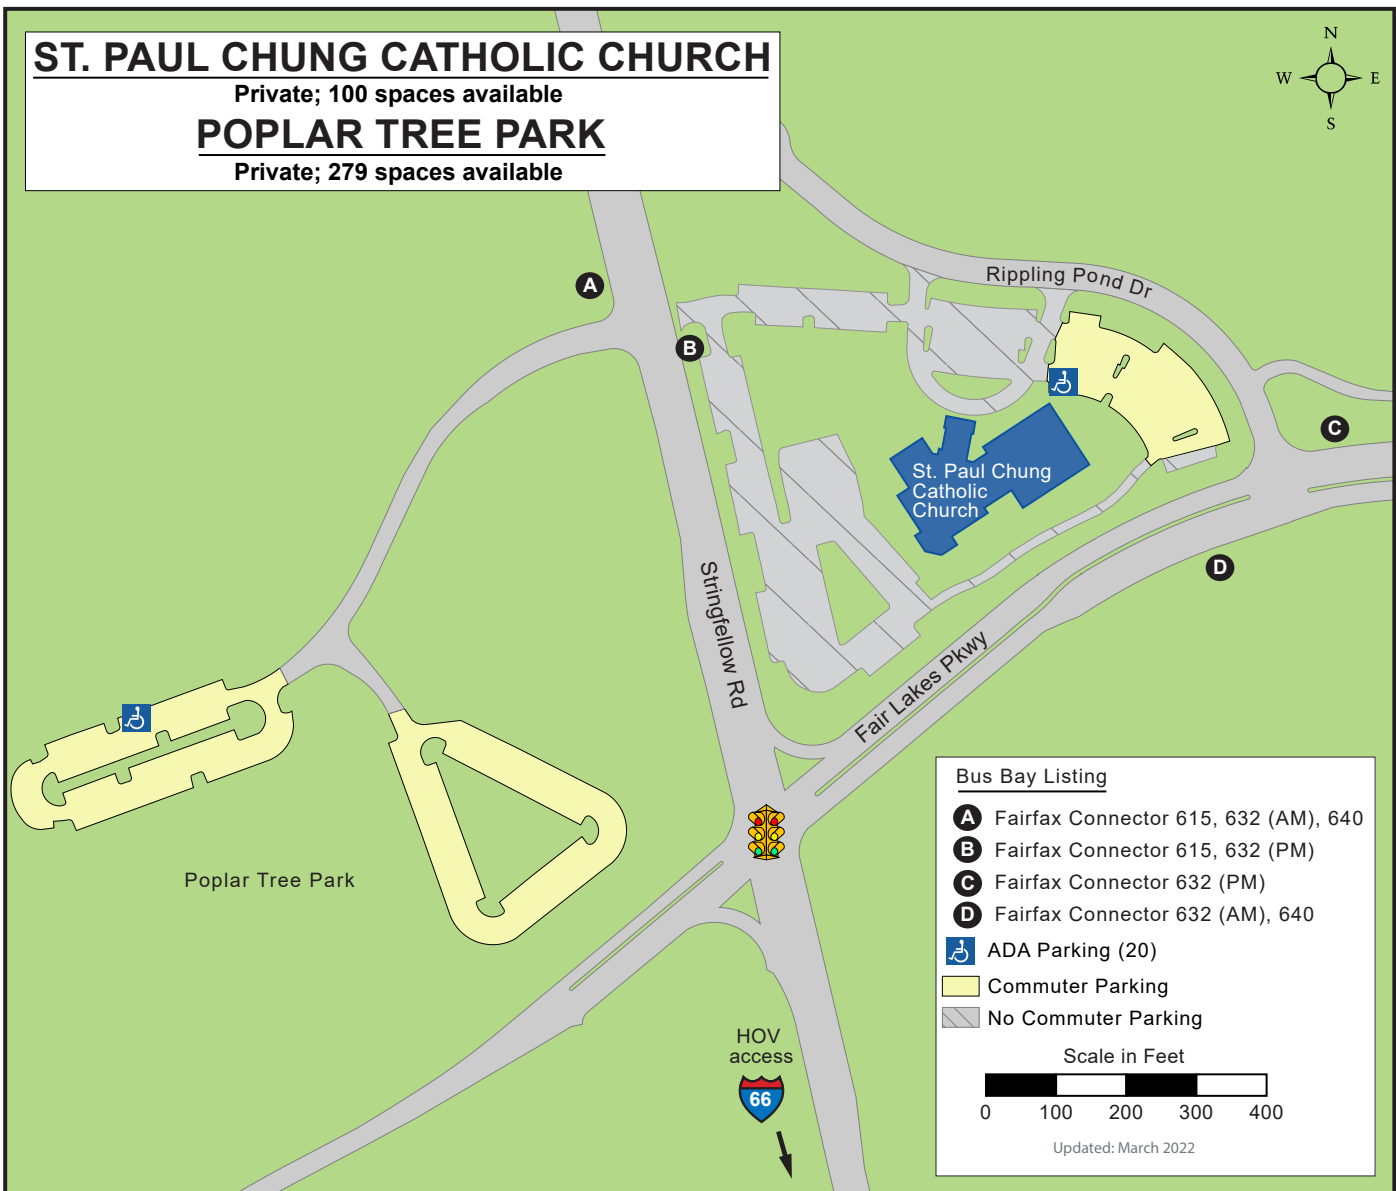 ST. PAUL CHUNG CATHOLIC CHURCH
Private; 100 spaces available
POPLAR TREE PARK
Private; 279 spaces available
N
W E
S
A
Rippling Pond Dr
B
C
St. Paul Chung
Catholic
Church
D
Stringfellow Rd
Fair Lakes Pkwy
Poplar Tree Park
HOV
access
66
Bus Bay Listing
A Fairfax Connector 615, 632 (AM), 640
B Fairfax Connector 615, 632 (PM)
C Fairfax Connector 632 (PM)
D Fairfax Connector 632 (AM), 640
ADA Parking (20)
Commuter Parking
No Commuter Parking
Scale in Feet
0 100 200 300 400
Updated: March 2022